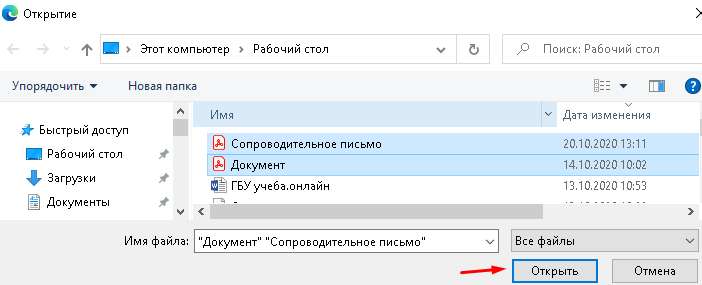 Открытие
Этот компьютер Рабочий стол
Поиск: Рабочий стол
Упорядочить Новая папка
?
Имя Дата изменения
Быстрый доступ
Сопроводительное письмо 20.10.2020 13:11
Рабочий стол
Документ 14.10.2020 10:02
Загрузки
ГБУ учеба.онлайн 13.10.2020 10:53
Документы
Имя файла: "Документ" "Сопроводительное письмо" Все файлы
Открыть Отмена